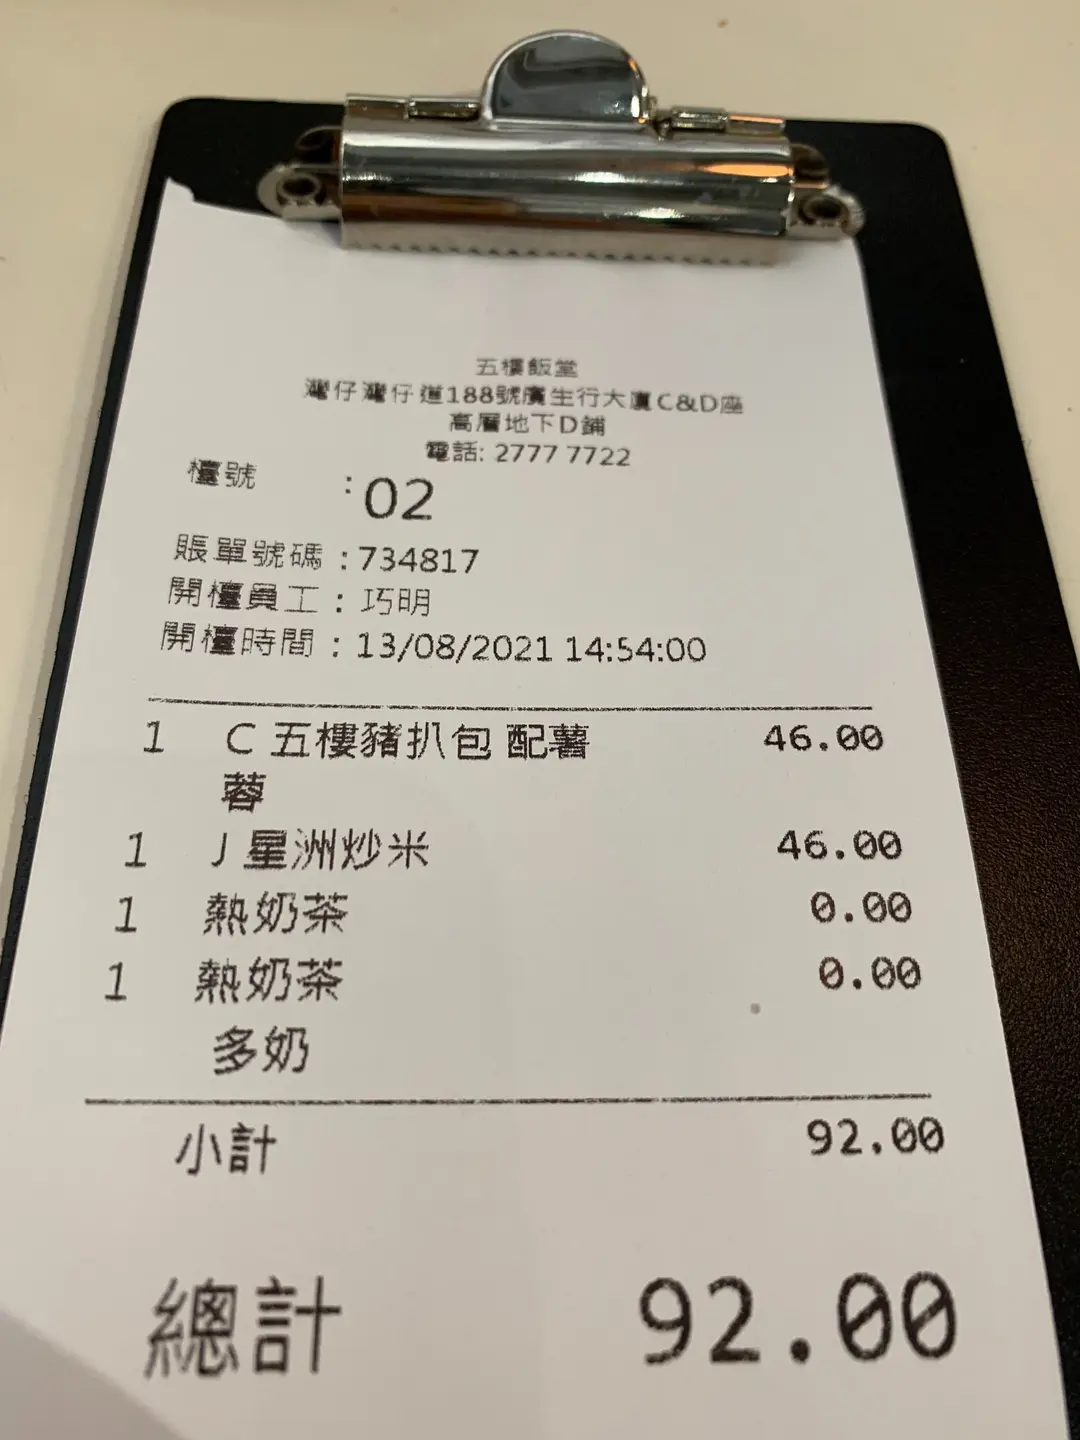 五樓飯堂
灣仔灣仔道188號廣生行大廈C&D座
高層地下D鋪
電話: 2777 7722
檯號 : 02
賬單號碼 : 734817
開檯員工 : 巧明
開檯時間 : 13/08/2021 14:54:00
1 C 五樓豬扒包 配薯 46.00
蓉
1 J 星洲炒米 46.00
1 熱奶茶 0.00
1 熱奶茶 0.00
多奶
小計 92.00
總計 92.00